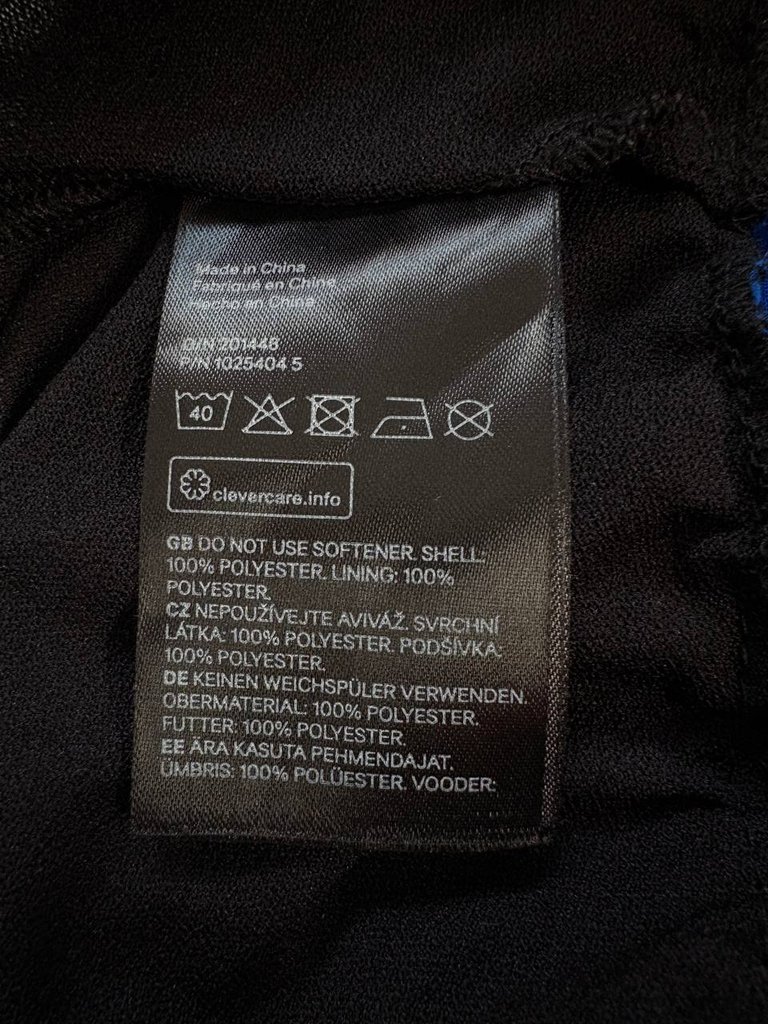 Made in China
Fabriqué en Chine
Hecho en China
O/N 201448
P/N 1025404 5
40
clevercare.info
GB DO NOT USE SOFTENER. SHELL:
100% POLYESTER. LINING: 100%
POLYESTER.
CZ NEPOUŽÍVEJTE AVIVÁŽ. SVRCHNÍ
LÁTKA: 100% POLYESTER. PODŠÍVKA:
100% POLYESTER.
DE KEINEN WEICHSPÜLER VERWENDEN.
OBERMATERIAL: 100% POLYESTER.
FUTTER: 100% POLYESTER.
EE ÄRA KASUTA PEHMENDAJAT.
ÜMBRIS: 100% POLÜESTER. VOODER: